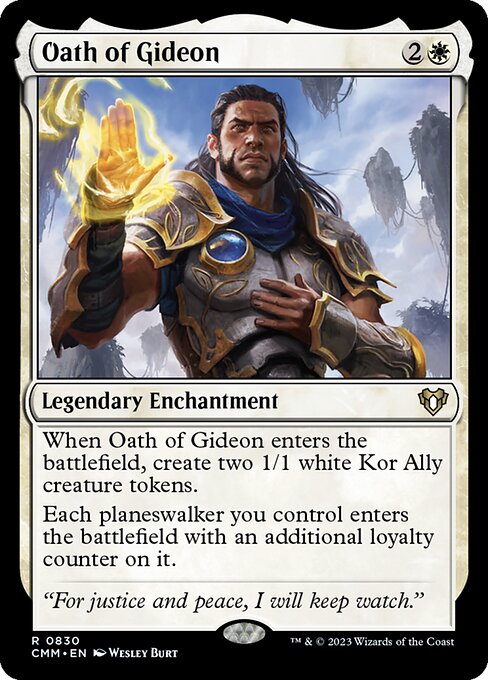 Oath of Gideon 2
Legendary Enchantment
When Oath of Gideon enters the
battlefield, create two 1/1 white Kor Ally
creature tokens.
Each planeswalker you control enters
the battlefield with an additional loyalty
counter on it.
“For justice and peace, I will keep watch.”
R 0830
CMM • EN Wesley Burt
™ & © 2023 Wizards of the Coast